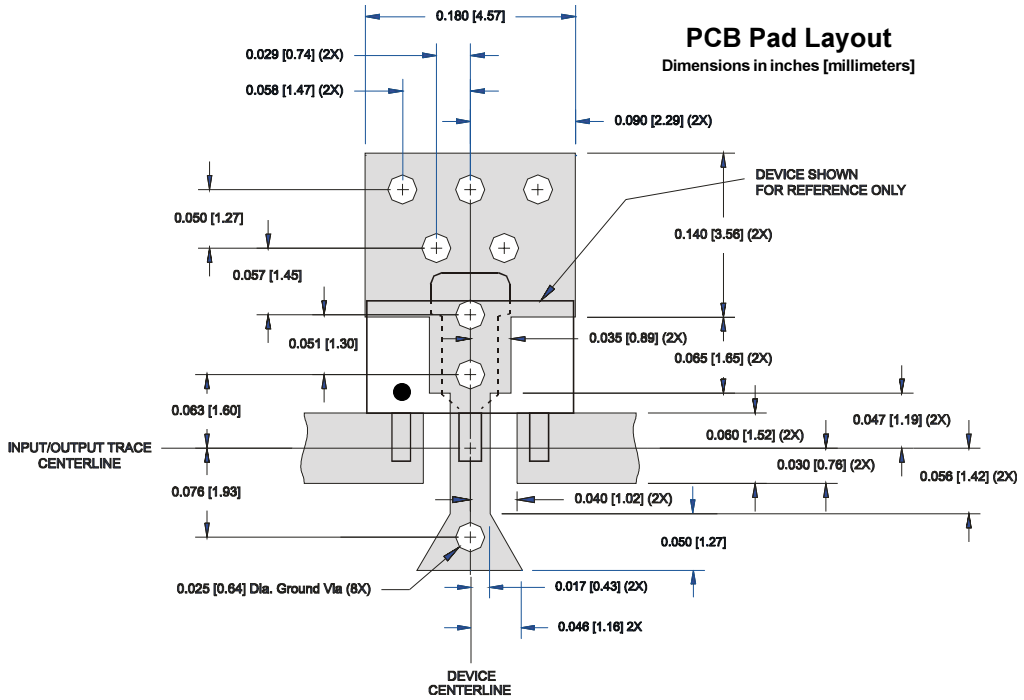 0.180 [4.57]
PCB Pad Layout
Dimensions in inches [millimeters]
0.029 [0.74] (2X)
0.058 [1.47] (2X)
0.090 [2.29] (2X)
DEVICE SHOWN
FOR REFERENCE ONLY
0.050 [1.27]
0.140 [3.56] (2X)
0.057 [1.45]
0.051 [1.30]
0.035 [0.89] (2X)
0.065 [1.65] (2X)
0.063 [1.60]
0.047 [1.19] (2X)
0.060 [1.52] (2X)
INPUT/OUTPUT TRACE
CENTERLINE
0.030 [0.76] (2X)
0.056 [1.42] (2X)
0.076 [1.93]
0.040 [1.02] (2X)
0.050 [1.27]
0.025 [0.64] Dia. Ground Via (8X)
0.017 [0.43] (2X)
0.046 [1.16] 2X
DEVICE
CENTERLINE